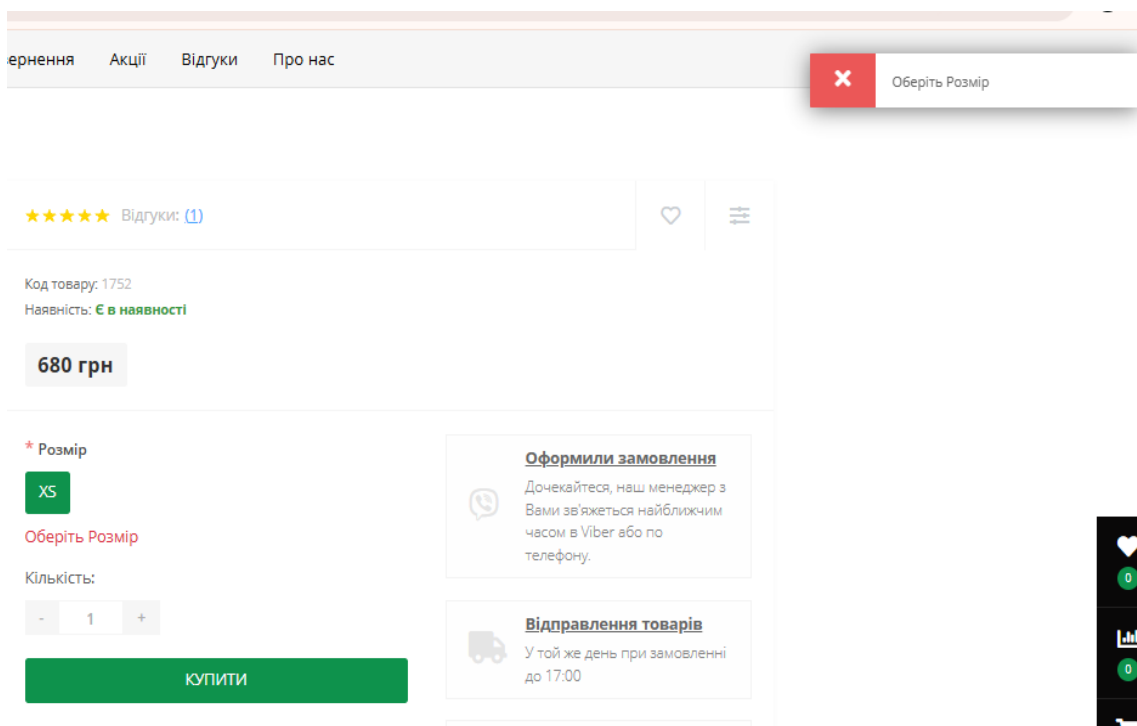 Акції Відгуки Про нас
Оберіть Розмір
Відгуки: (1)
Код товару: 1752
Наявність: Є в наявності
680 грн
* Розмір
XS
Оберіть Розмір
Кількість:
- 1 +
КУПИТИ
Оформили замовлення
Дочекайтеся, наш менеджер з
Вами зв'яжеться найближчим
часом в Viber або по
телефону.
Відправлення товарів
У той же день при замовленні
до 17:00
0
0